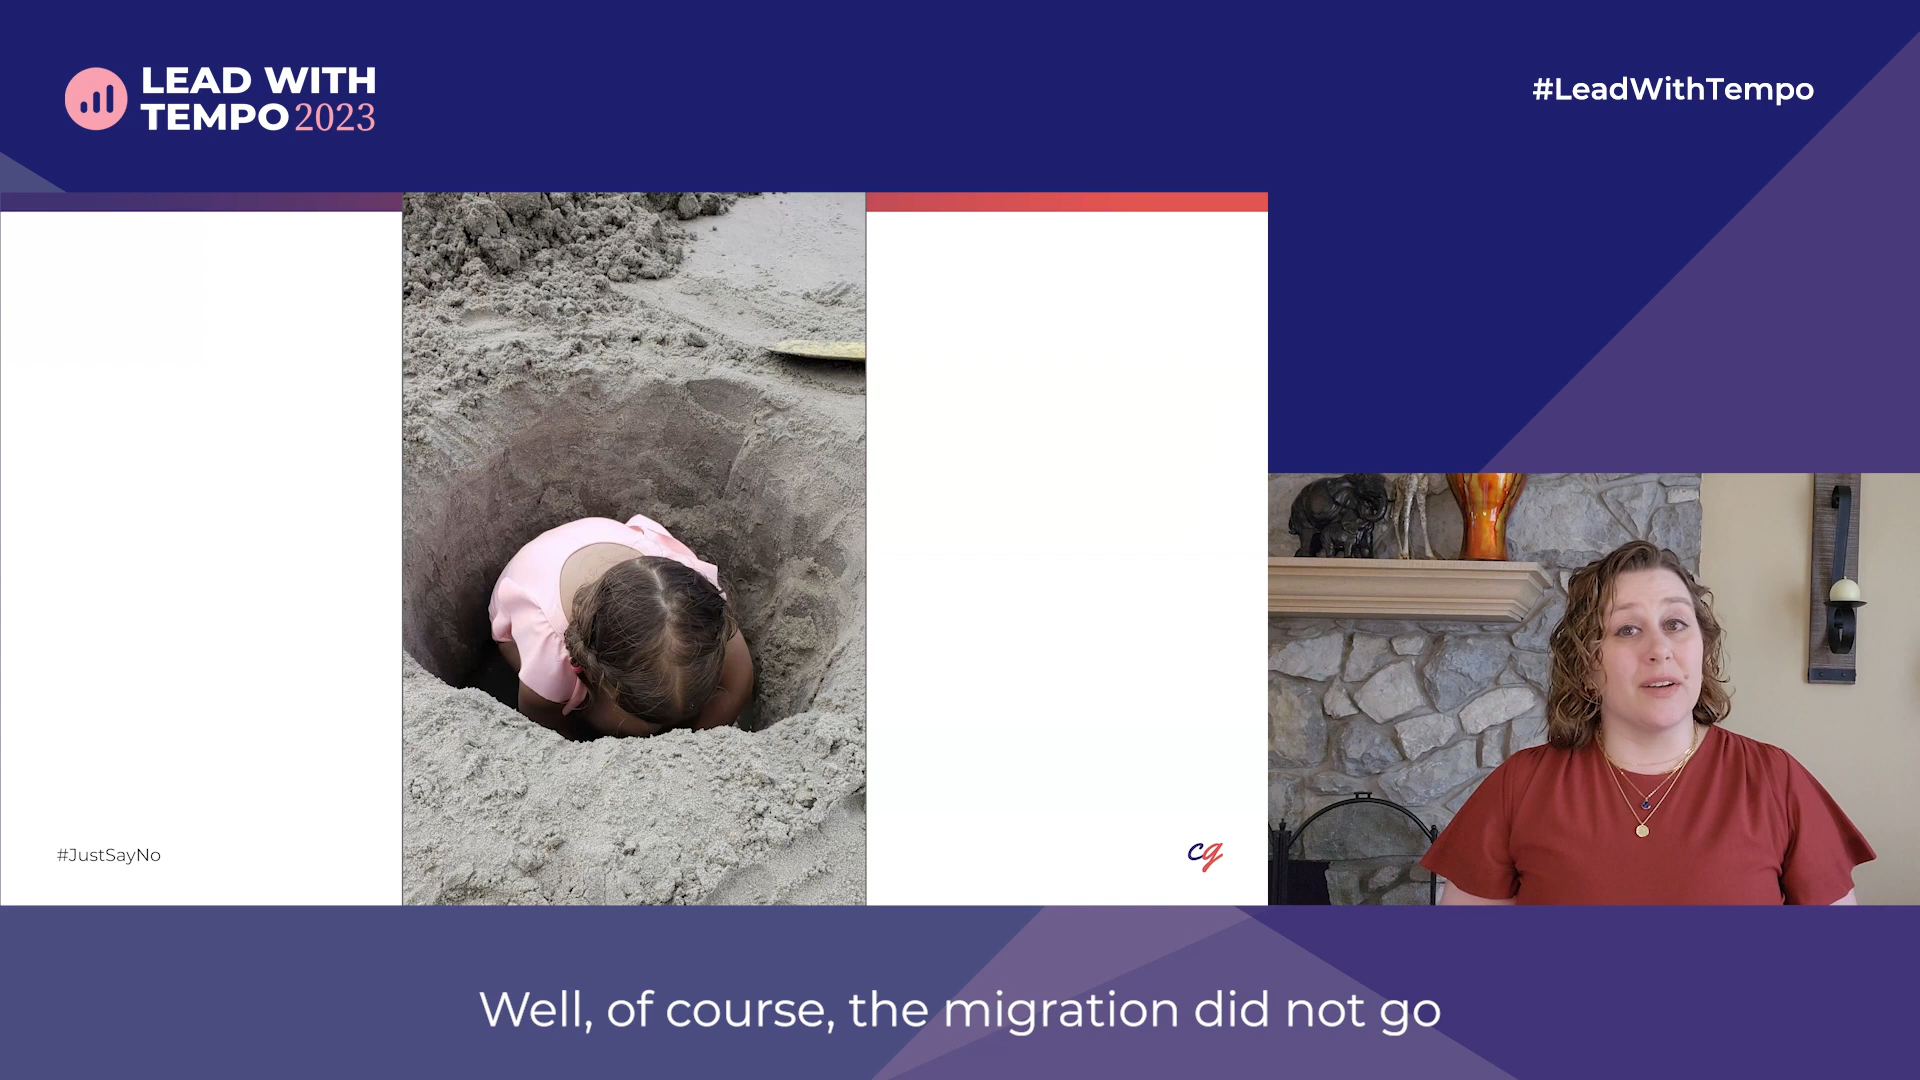 LEAD WITH
TEMPO 2023
#LeadWithTempo
#JustSayNo
cg
Well, of course, the migration did not go